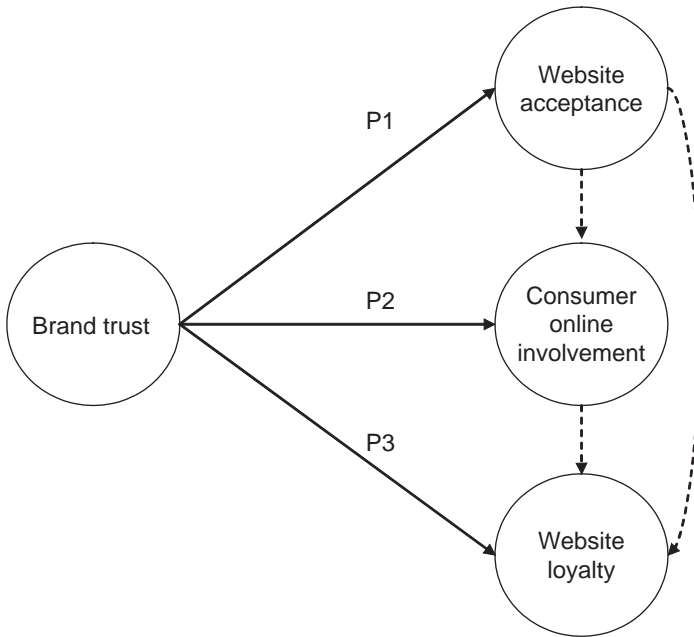 Website
acceptance
P1
Brand trust
P2
Consumer
online
involvement
P3
Website
loyalty